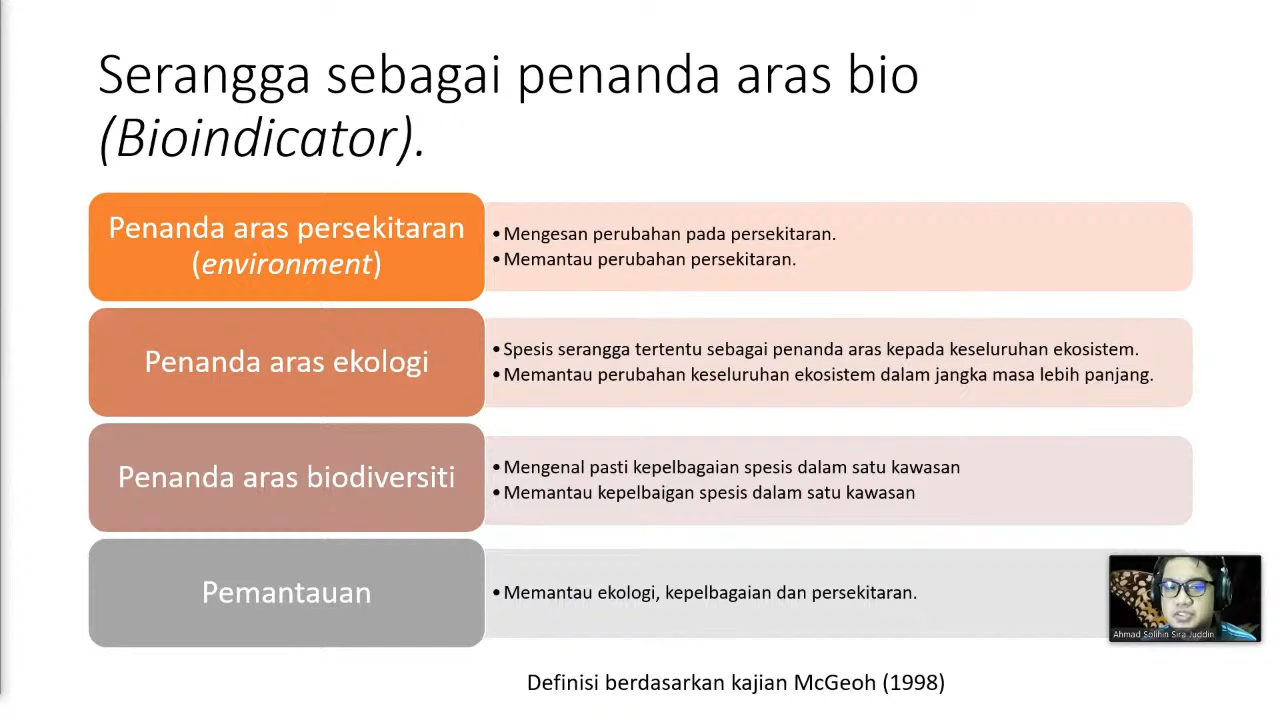 Serangga sebagai penanda aras bio
(Bioindicator).
Penanda aras persekitaran
(environment)
• Mengesan perubahan pada persekitaran.
• Memantau perubahan persekitaran.
Penanda aras ekologi
• Spesis serangga tertentu sebagai penanda aras kepada keseluruhan ekosistem.
• Memantau perubahan keseluruhan ekosistem dalam jangka masa lebih panjang.
Penanda aras biodiversiti
• Mengenal pasti kepelbagaian spesis dalam satu kawasan
• Memantau kepelbaigan spesis dalam satu kawasan
Pemantauan
• Memantau ekologi, kepelbagaian dan persekitaran.
Ahmad Solihin Sira Juddin
Definisi berdasarkan kajian McGeoh (1998)